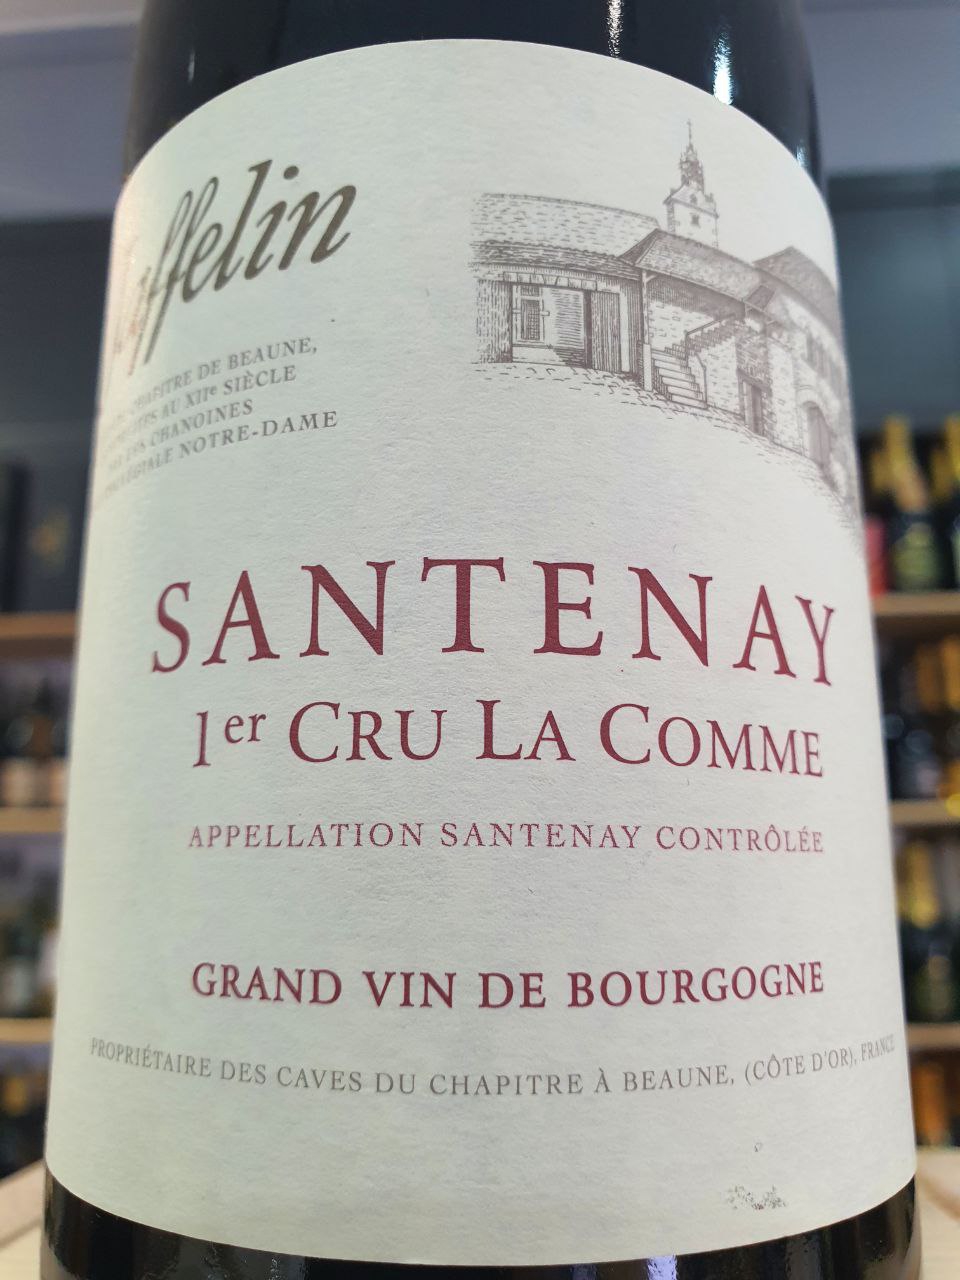 CHAPITRE DE BEAUNE,
AU XIIe SIÈCLE
CHANOINES
NOTRE-DAME
SANTENAY
1er CRU LA COMME
APPELLATION SANTENAY CONTRÔLÉE
GRAND VIN DE BOURGOGNE
PROPRIÉTAIRE DES CAVES DU CHAPITRE À BEAUNE, (CÔTE D'OR), FRANCE